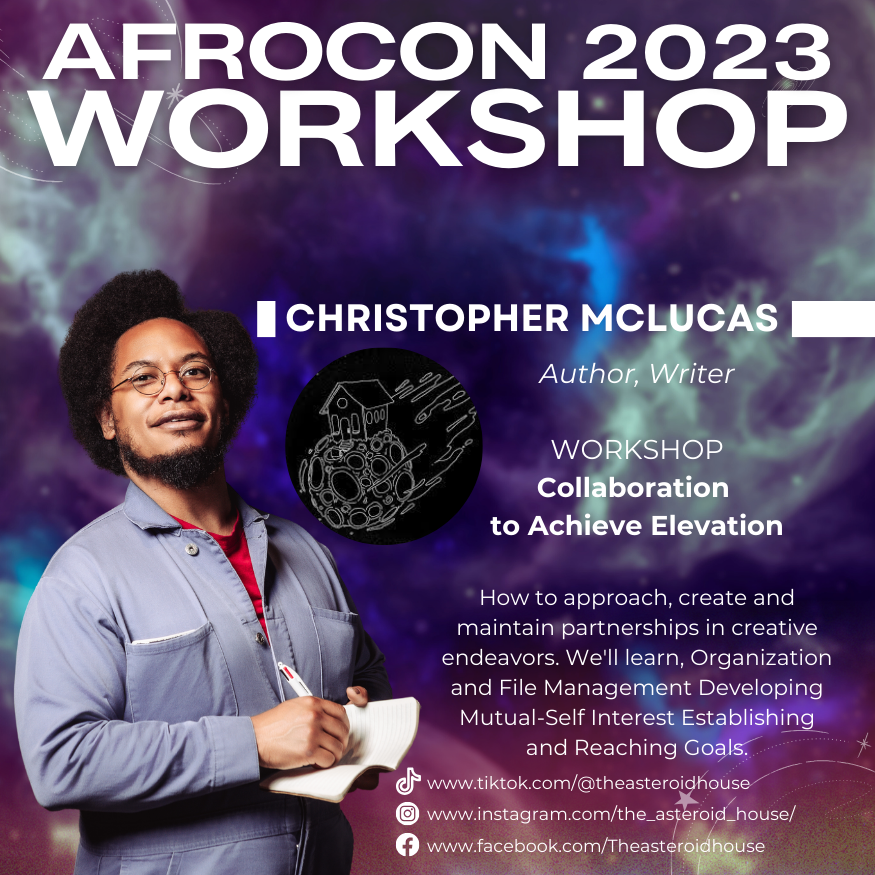 AFROCON 2023
WORKSHOP
CHRISTOPHER MCLUCAS
Author, Writer
WORKSHOP
Collaboration
to Achieve Elevation
How to approach, create and
maintain partnerships in creative
endeavors. We'll learn, Organization
and File Management Developing
Mutual-Self Interest Establishing
and Reaching Goals.
www.tiktok.com/@theasteroidhouse
www.instagram.com/the_asteroid_house/
www.facebook.com/Theasteroidhouse